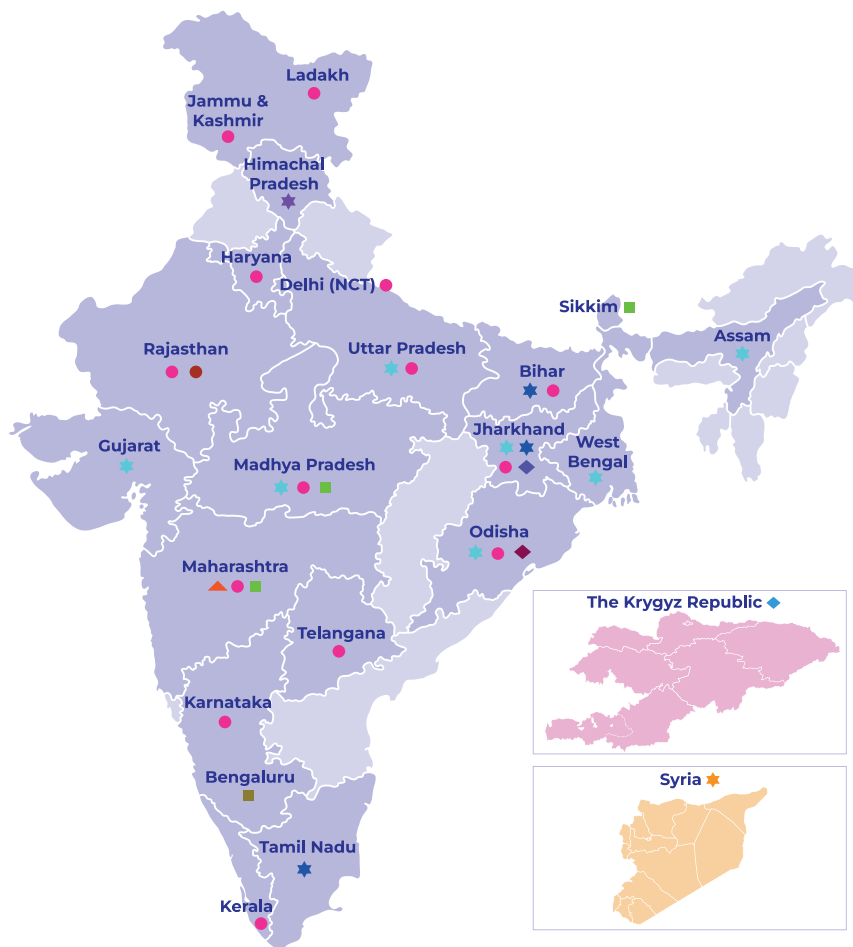 Ladakh
Jammu &
Kashmir
Himachal
Pradesh
Haryana
Delhi (NCT)
Sikkim
Assam
Rajasthan
Uttar Pradesh
Bihar
Gujarat
Madhya Pradesh
Jharkhand
West
Bengal
Odisha
Maharashtra
The Krygyz Republic
Telangana
Karnataka
Bengaluru
Syria
Tamil Nadu
Kerala